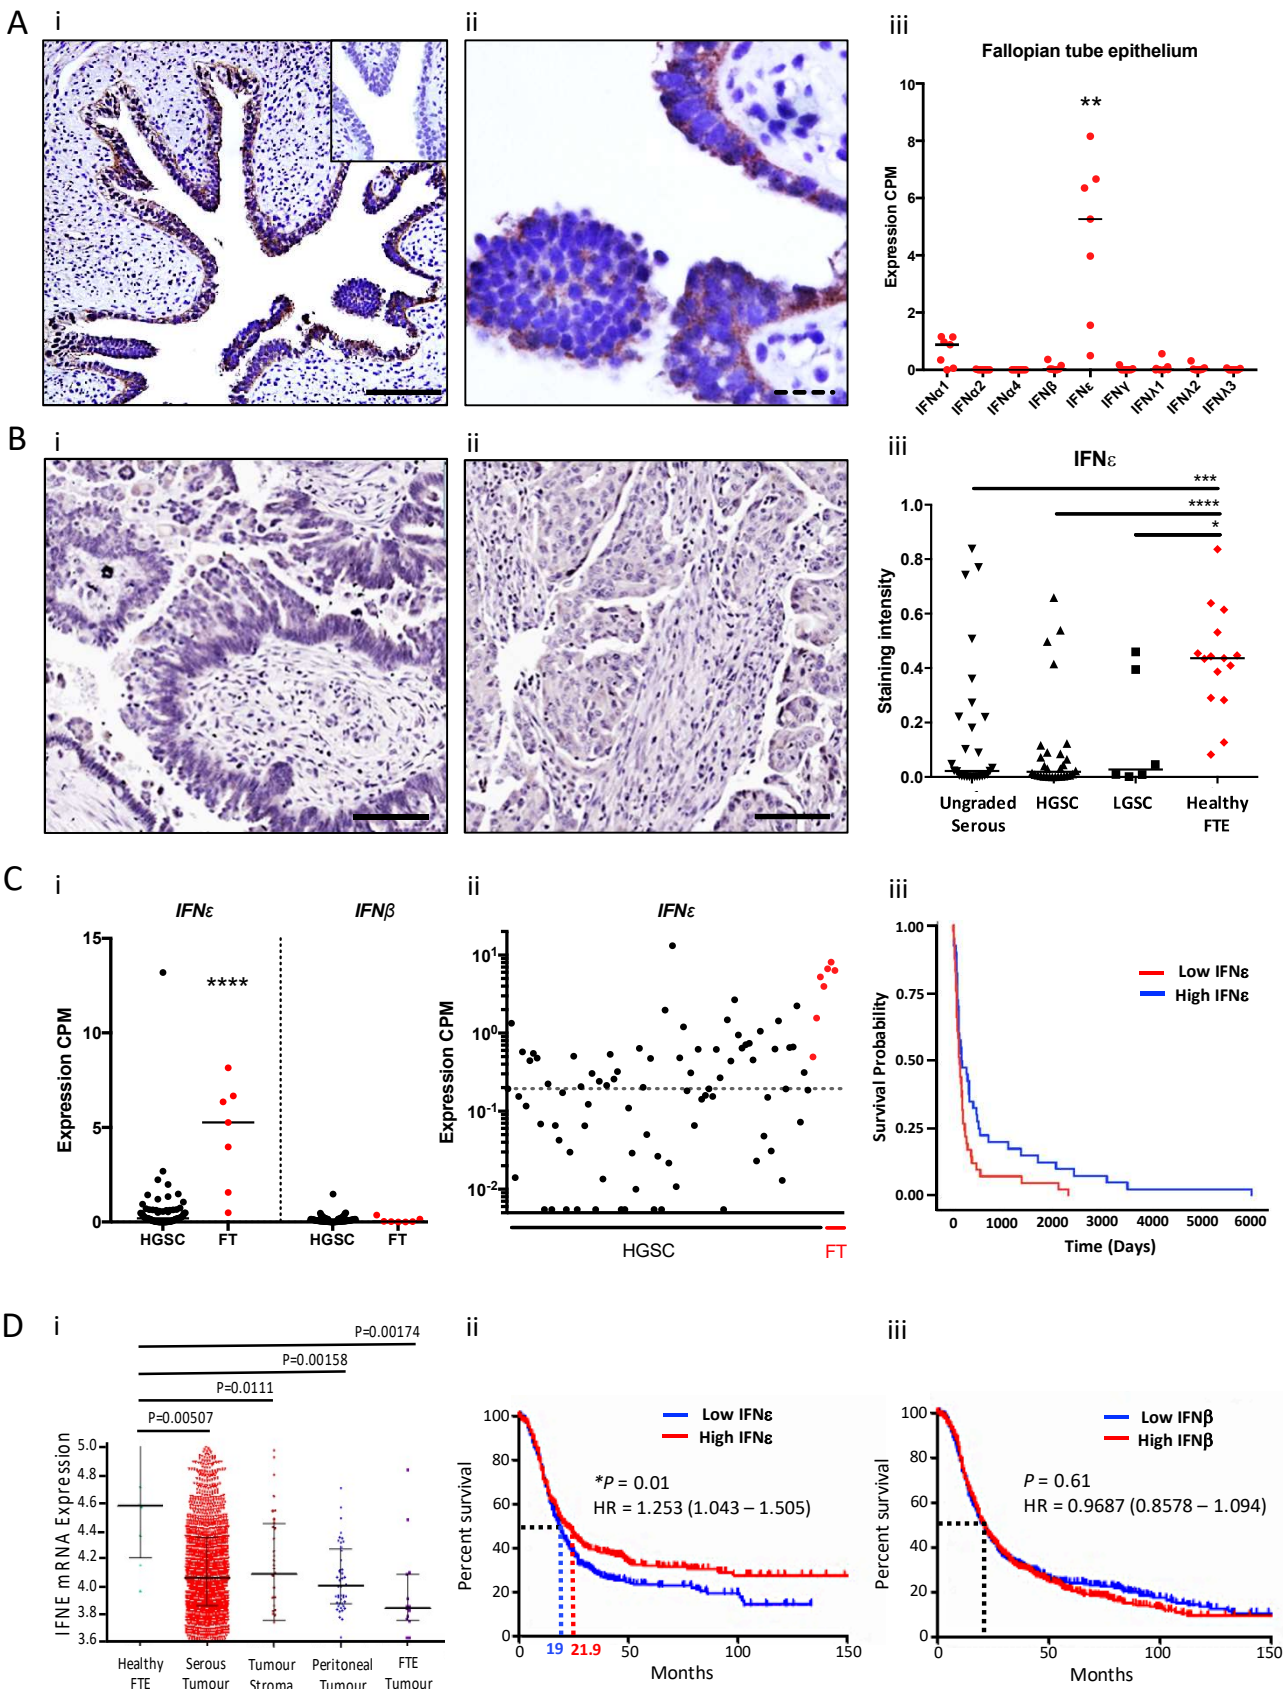 A
i
ii
iii
Fallopian tube epithelium
**
Expression CPM
10
8
6
4
2
0
IFNα1
IFNα2
IFNα4
IFNβ
IFNε
IFNγ
IFNλ1
IFNλ2
IFNλ3
B
i
ii
iii
IFNε
***
****
*
Staining intensity
1.0
0.8
0.6
0.4
0.2
0.0
Ungraded
Serous
HGSC
LGSC
Healthy
FTE
C
i
IFNε
IFNβ
****
Expression CPM
15
10
5
0
HGSC
FT
HGSC
FT
ii
IFNε
Expression CPM
10¹
10⁰
10⁻¹
10⁻²
HGSC
FT
iii
Low IFNε
High IFNε
Survival Probability
1.00
0.75
0.50
0.25
0.00
0 1000 2000 3000 4000 5000 6000
Time (Days)
D
i
P=0.00174
P=0.00158
P=0.0111
P=0.00507
IFNE mRNA Expression
5.0
4.6
4.4
4.2
4.0
3.8
3.6
Healthy
FTE
Serous
Tumour
Tumour
Stroma
Peritoneal
Tumour
FTE
Tumour
ii
Low IFNε
High IFNε
*P = 0.01
HR = 1.253 (1.043 – 1.505)
Percent survival
100
80
60
40
20
0
0 19 21.9 50 100 150
Months
iii
Low IFNβ
High IFNβ
P = 0.61
HR = 0.9687 (0.8578 – 1.094)
Percent survival
100
80
60
40
20
0
0 50 100 150
Months